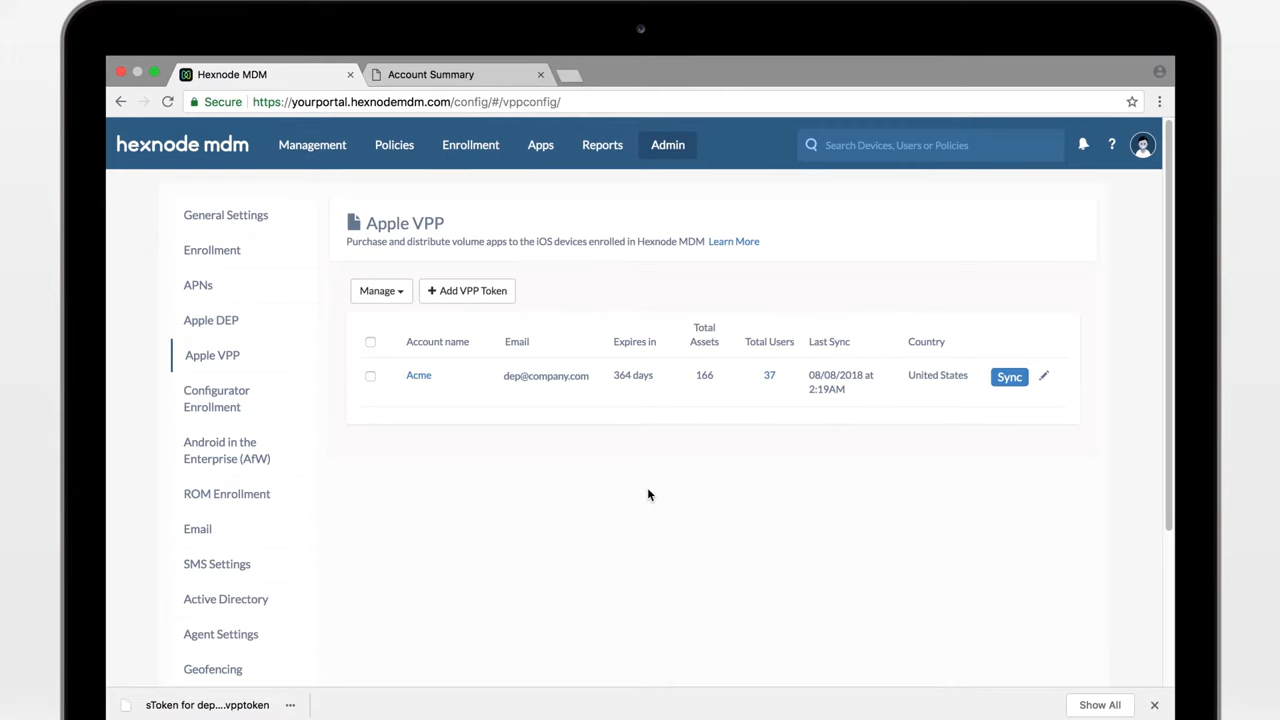 Hexnode MDM
Account Summary
Secure
https://yourportal.hexnodemdm.com/config/#/vppconfig/
hexnode mdm
Management
Policies
Enrollment
Apps
Reports
Admin
Search Devices, Users or Policies
?
General Settings
Enrollment
APNs
Apple DEP
Apple VPP
Configurator
Enrollment
Android in the
Enterprise (AfW)
ROM Enrollment
Email
SMS Settings
Active Directory
Agent Settings
Geofencing
Apple VPP
Purchase and distribute volume apps to the iOS devices enrolled in Hexnode MDM Learn More
Manage
+ Add VPP Token
Account name
Email
Expires in
Total
Assets
Total Users
Last Sync
Country
Acme
dep@company.com
364 days
166
37
08/08/2018 at
2:19AM
United States
Sync
sToken for dep....vpptoken
Show All